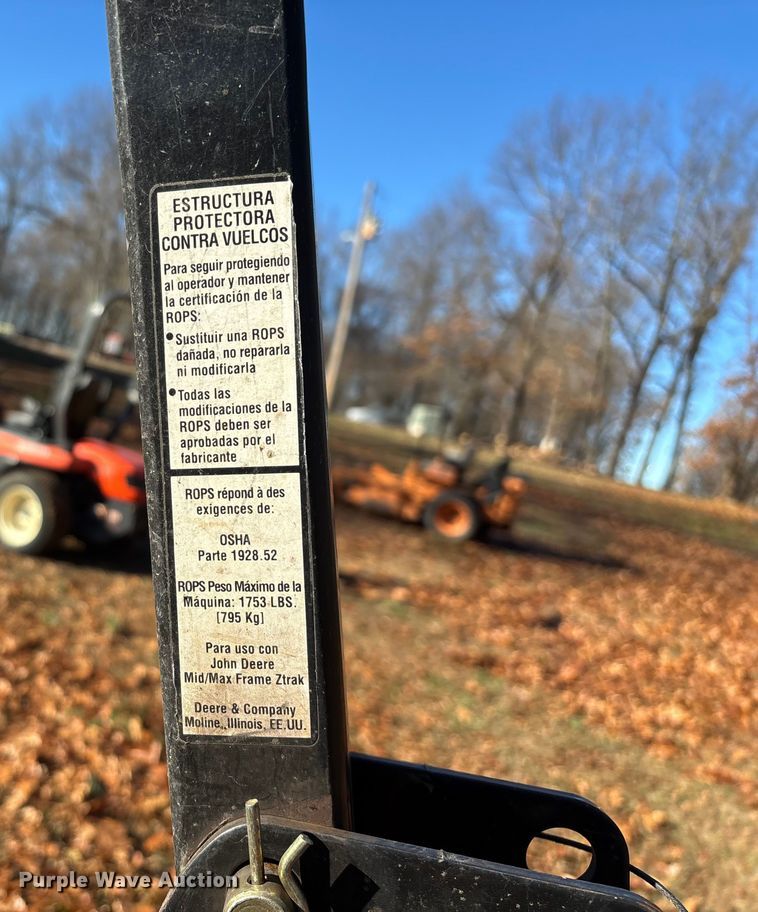 ESTRUCTURA
PROTECTORA
CONTRA VUELCOS
Para seguir protegiendo
al operador y mantener
la certificación de la
ROPS:
• Sustituir una ROPS
dañada, no repararla
ni modificarla
• Todas las
modificaciones de la
ROPS deben ser
aprobadas por el
fabricante
ROPS répond à des
exigences de:
OSHA
Parte 1928.52
ROPS Peso Máximo de la
Máquina: 1753 LBS.
[795 Kg]
Para uso con
John Deere
Mid/Max Frame Ztrak
Deere & Company
Moline, Illinois, EE.UU.
Purple Wave Auction